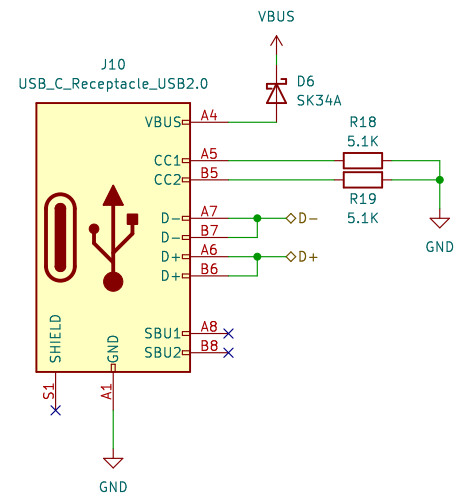 VBUS
J10
USB_C_Receptacle_USB2.0
D6
SK34A
VBUS A4
R18
5.1K
CC1 A5
CC2 B5
R19
5.1K
D- A7 D-
D- B7
D+ A6 D+
D+ B6
GND
SBU1 A8
SBU2 B8
SHIELD
GND
S1
A1
GND